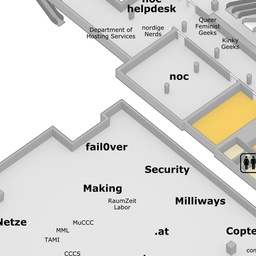 noc
helpdesk
Department of
Hosting Services
nordige
Nerds
Queer
Feminist
Geeks
Kinky
Geeks
noc
fail0ver
Security
Making
RaumZeit
Labor
Milliways
Netze
MuCCC
MML
TAMI
CCCS
.at
Copte